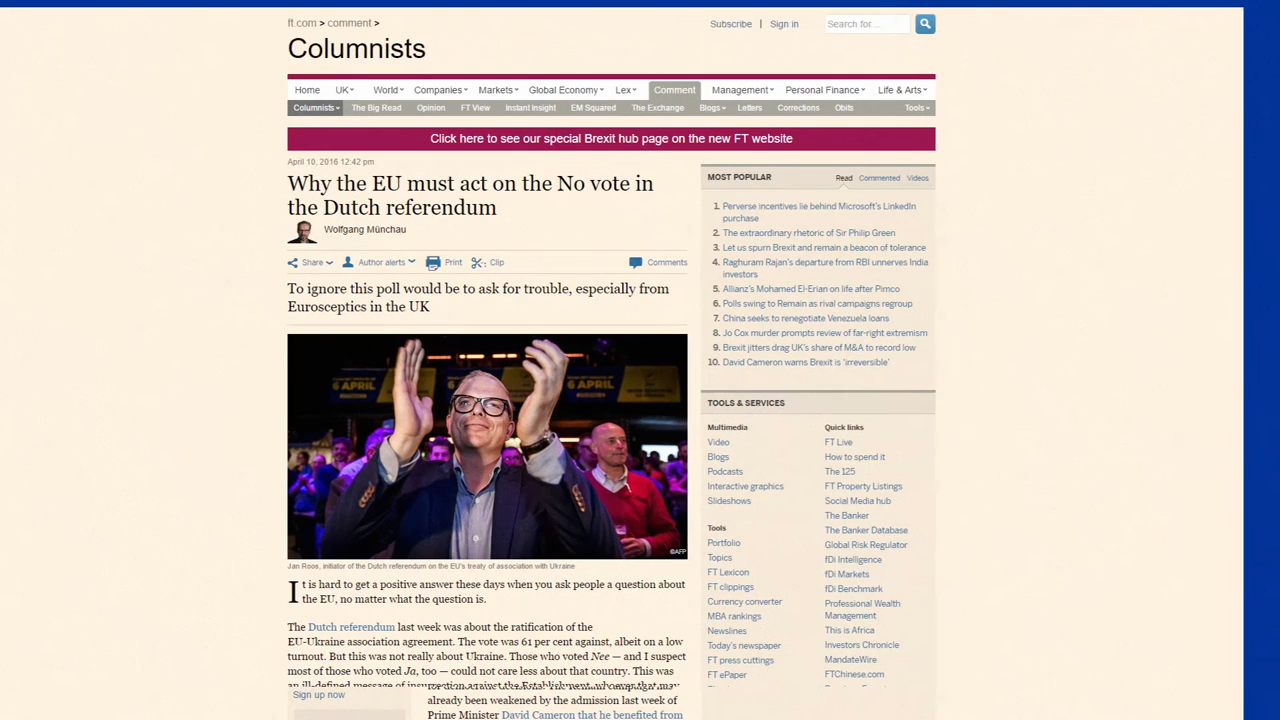 ft.com > comment >
Subscribe | Sign in
Search for...
Columnists
Home UK World Companies Markets Global Economy Lex Comment Management Personal Finance Life & Arts
Columnists The Big Read Opinion FT View Instant Insight EM Squared The Exchange Blogs Letters Corrections Obits Tools
Click here to see our special Brexit hub page on the new FT website
April 10, 2016 12:42 pm
Why the EU must act on the No vote in
the Dutch referendum
Wolfgang Münchau
Share Author alerts Print Clip Comments
To ignore this poll would be to ask for trouble, especially from
Eurosceptics in the UK
6 APRIL
6 APRIL
©AFP
Jan Roos, initiator of the Dutch referendum on the EU's treaty of association with Ukraine
It is hard to get a positive answer these days when you ask people a question about
the EU, no matter what the question is.
The Dutch referendum last week was about the ratification of the
EU-Ukraine association agreement. The vote was 61 per cent against, albeit on a low
turnout. But this was not really about Ukraine. Those who voted Nee — and I suspect
most of those who voted Ja, too — could not care less about that country. This was
an ill-defined message of insurrection against the Establishment
Sign up now
already been weakened by the admission last week of
Prime Minister David Cameron that he benefited from
MOST POPULAR
Read Commented Videos
1. Perverse incentives lie behind Microsoft's LinkedIn
purchase
2. The extraordinary rhetoric of Sir Philip Green
3. Let us spurn Brexit and remain a beacon of tolerance
4. Raghuram Rajan's departure from RBI unnerves India
investors
5. Allianz's Mohamed El-Erian on life after Pimco
6. Polls swing to Remain as rival campaigns regroup
7. China seeks to renegotiate Venezuela loans
8. Jo Cox murder prompts review of far-right extremism
9. Brexit jitters drag UK's share of M&A to record low
10. David Cameron warns Brexit is 'irreversible'
TOOLS & SERVICES
Multimedia
Video
Blogs
Podcasts
Interactive graphics
Slideshows
Tools
Portfolio
Topics
FT Lexicon
FT clippings
Currency converter
MBA rankings
Newslines
Today's newspaper
FT press cuttings
FT ePaper
Quick links
FT Live
How to spend it
The 125
FT Property Listings
Social Media hub
The Banker
The Banker Database
Global Risk Regulator
fDi Intelligence
fDi Markets
fDi Benchmark
Professional Wealth
Management
This is Africa
Investors Chronicle
MandateWire
FTChinese.com